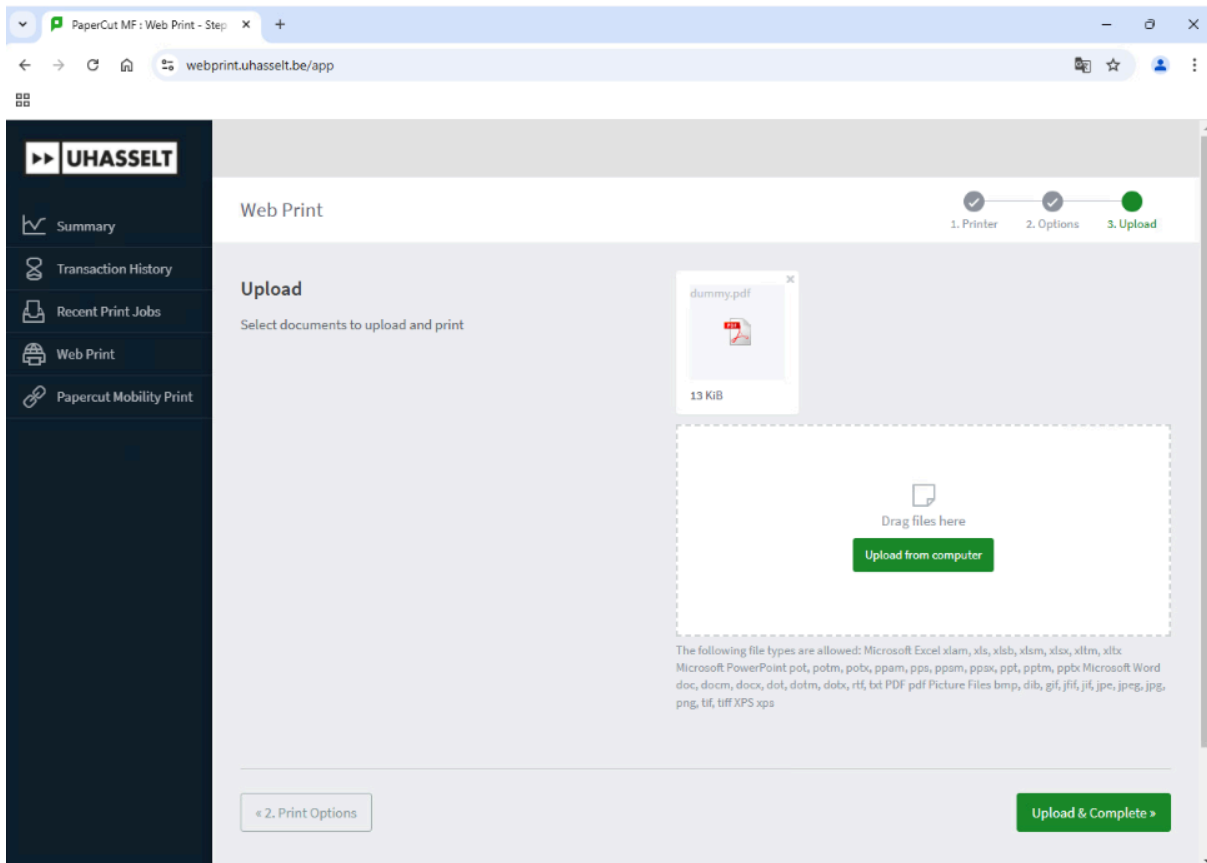 PaperCut MF : Web Print - Step
webprint.uhasselt.be/app
UHASSELT
Summary
Transaction History
Recent Print Jobs
Web Print
Papercut Mobility Print
Web Print
1. Printer
2. Options
3. Upload
Upload
Select documents to upload and print
dummy.pdf
PDF
13 KiB
Drag files here
Upload from computer
The following file types are allowed: Microsoft Excel xlam, xls, xlsb, xlsm, xlsx, xltm, xltx
Microsoft PowerPoint pot, potm, potx, ppam, pps, ppsm, ppsx, ppt, pptm, pptx Microsoft Word
doc, docm, docx, dot, dotm, dotx, rtf, txt PDF pdf Picture Files bmp, dib, gif, jfif, jif, jpe, jpeg, jpg,
png, tif, tiff XPS xps
« 2. Print Options
Upload & Complete »